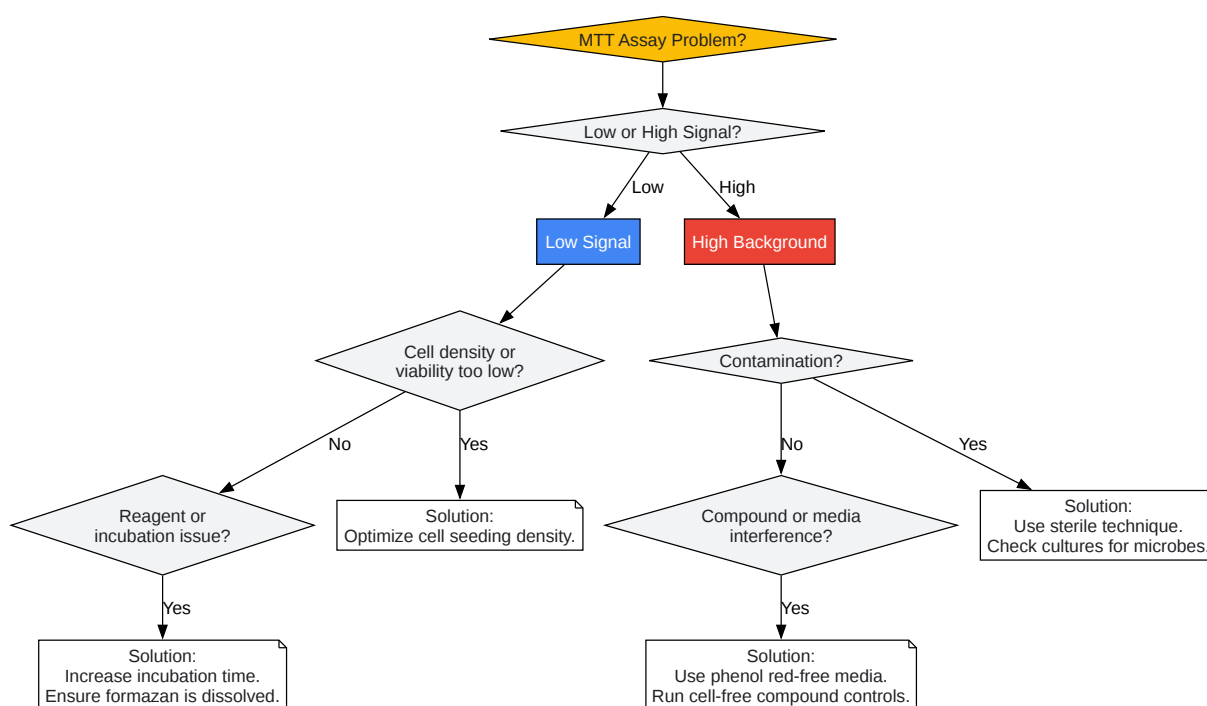 MTT Assay Problem?
Low or High Signal?
Low
High
Low Signal
High Background
Cell density or
viability too low?
Contamination?
No
Yes
No
Yes
Reagent or
incubation issue?
Solution:
Optimize cell seeding density.
Compound or media
interference?
Solution:
Use sterile technique.
Check cultures for microbes.
Yes
Yes
Solution:
Increase incubation time.
Ensure formazan is dissolved.
Solution:
Use phenol red-free media.
Run cell-free compound controls.